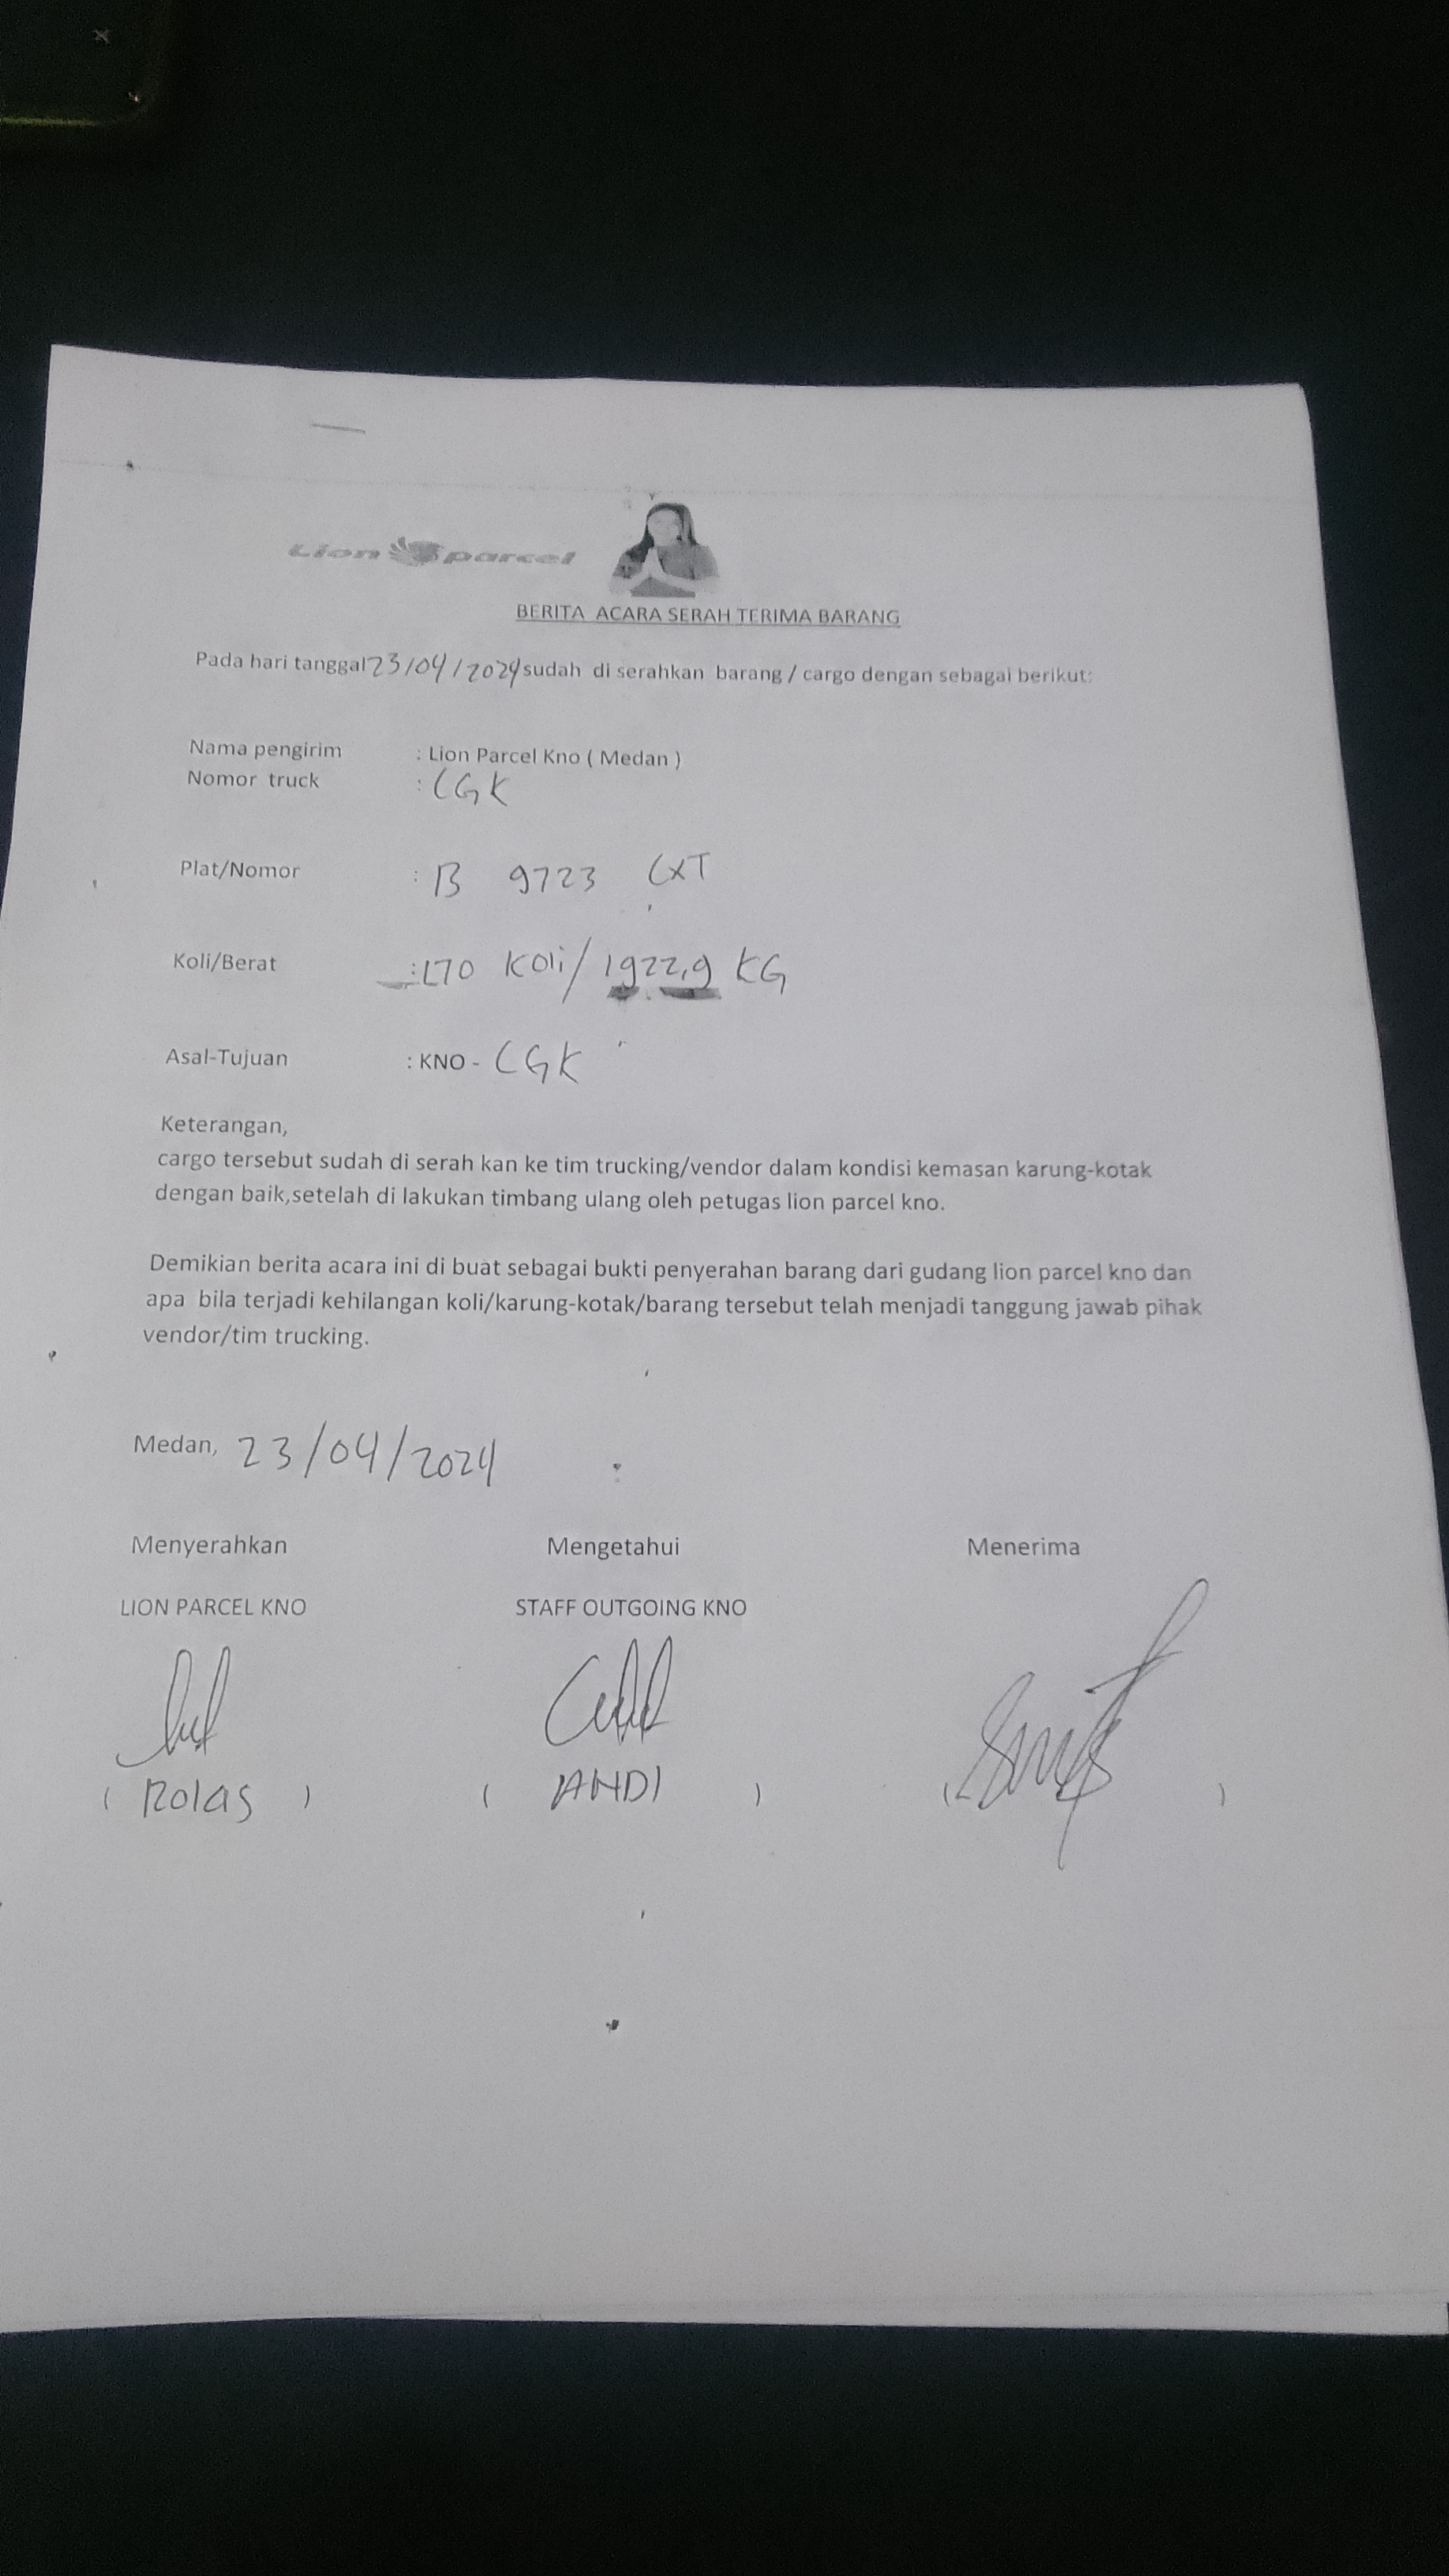 Lion parcel
BERITA ACARA SERAH TERIMA BARANG
Pada hari tanggal 23/04/2024 sudah di serahkan barang / cargo dengan sebagai berikut:
Nama pengirim : Lion Parcel Kno ( Medan )
Nomor truck : CGK
Plat/Nomor : B 9723 CXT
Koli/Berat : 170 Koli/ 1922,9 KG
Asal-Tujuan : KNO - CGK
Keterangan,
cargo tersebut sudah di serah kan ke tim trucking/vendor dalam kondisi kemasan karung-kotak
dengan baik,setelah di lakukan timbang ulang oleh petugas lion parcel kno.
Demikian berita acara ini di buat sebagai bukti penyerahan barang dari gudang lion parcel kno dan
apa bila terjadi kehilangan koli/karung-kotak/barang tersebut telah menjadi tanggung jawab pihak
vendor/tim trucking.
Medan, 23/04/2024
Menyerahkan Mengetahui Menerima
LION PARCEL KNO STAFF OUTGOING KNO
( Rolas ) ( ANDI ) ( )